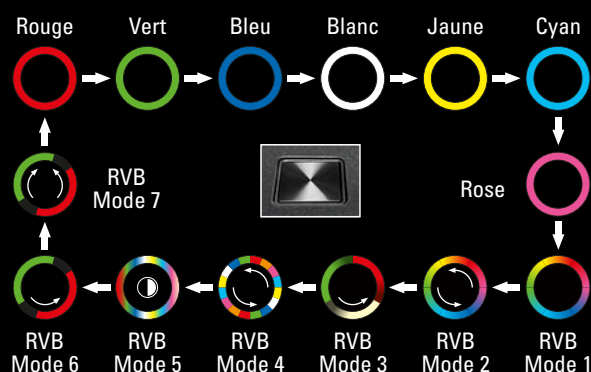 Rouge
Vert
Bleu
Blanc
Jaune
Cyan
RVB
Mode 7
Rose
RVB
Mode 6
RVB
Mode 5
RVB
Mode 4
RVB
Mode 3
RVB
Mode 2
RVB
Mode 1